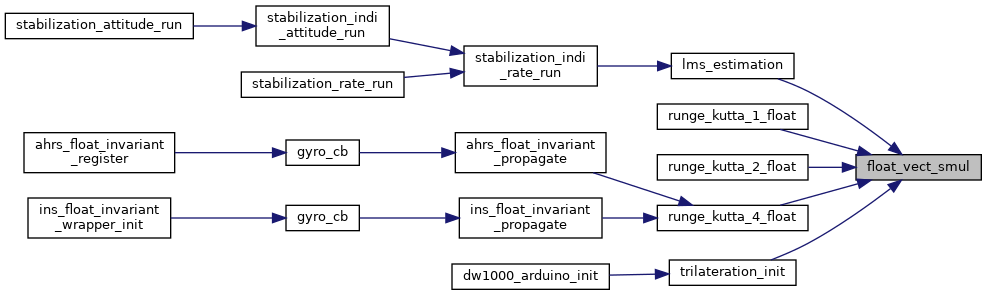 stabilization_attitude_run
stabilization_indi
_attitude_run
stabilization_rate_run
stabilization_indi
_rate_run
lms_estimation
runge_kutta_1_float
runge_kutta_2_float
float_vect_smul
ahrs_float_invariant
_register
gyro_cb
ahrs_float_invariant
_propagate
ins_float_invariant
_wrapper_init
gyro_cb
ins_float_invariant
_propagate
runge_kutta_4_float
dw1000_arduino_init
trilateration_init